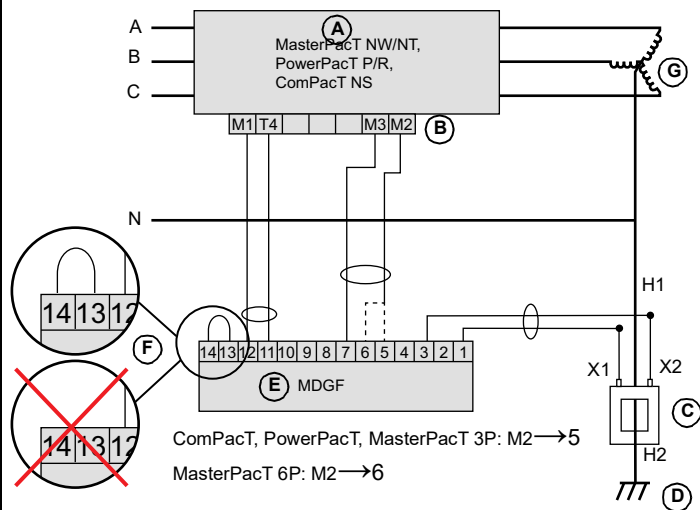 A
A
MasterPacT NW/NT,
B
PowerPacT P/R,
G
ComPacT NS
C
M1 T4 M3 M2
B
N
H1
14 13 12
F
14 13 12 11 10 9 8 7 6 5 4 3 2 1
X1 X2
E MDGF
C
14 13 12
ComPacT, PowerPacT, MasterPacT 3P: M2→5
H2
MasterPacT 6P: M2→6
D